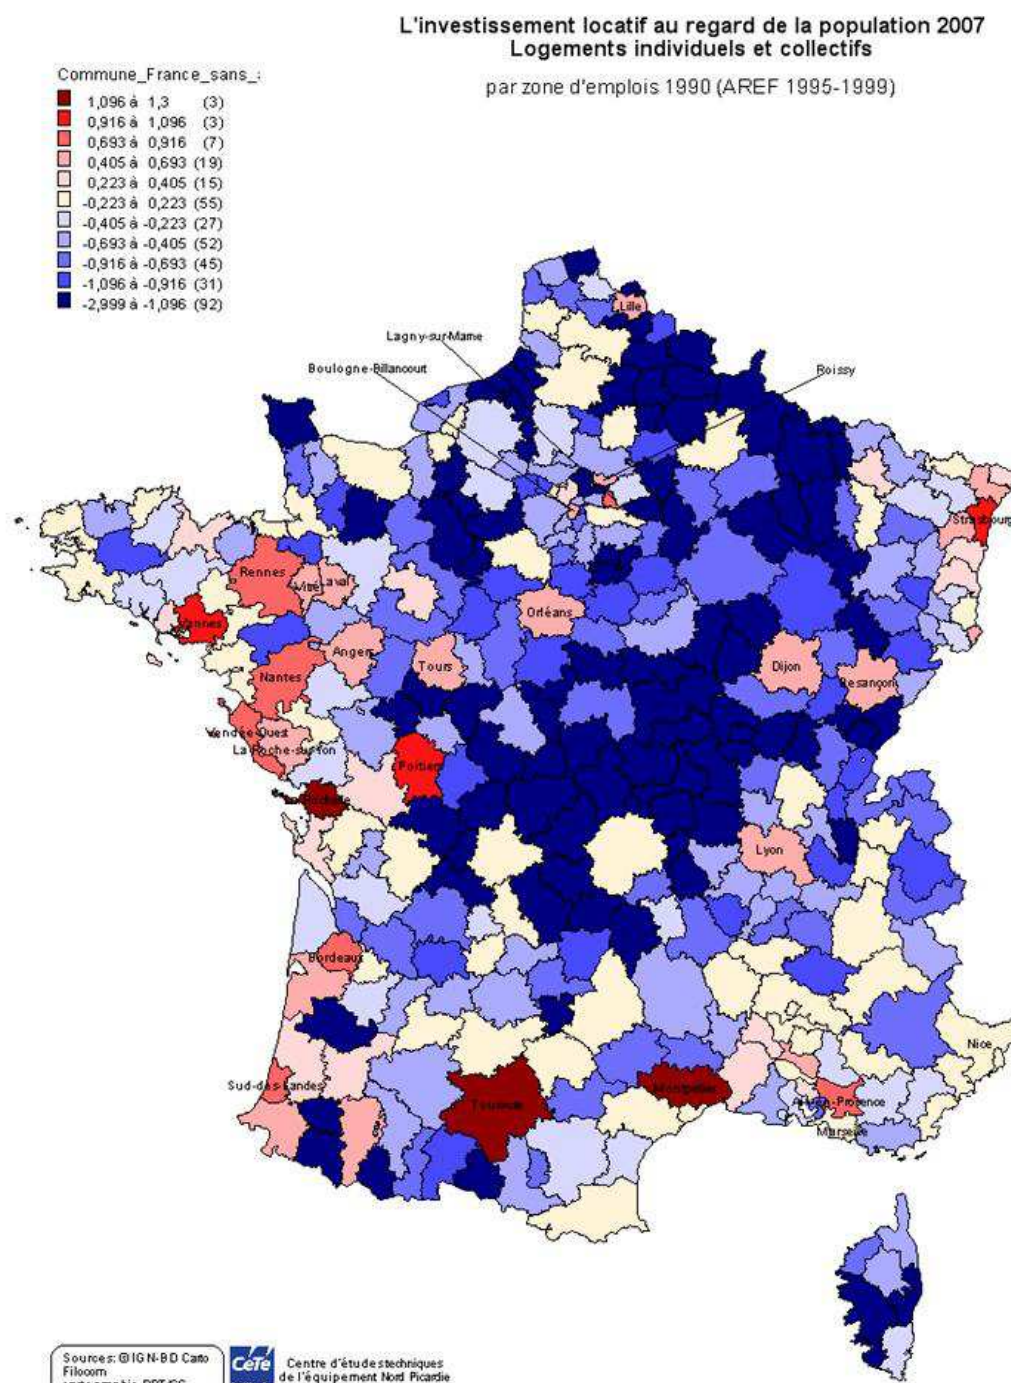 L'investissement locatif au regard de la population 2007
Logements individuels et collectifs
par zone d'emplois 1990 (AREF 1995-1999)
Commune_France_sans_
1,096 à 1,3 (3)
0,916 à 1,096 (3)
0,693 à 0,916 (7)
0,405 à 0,693 (19)
0,223 à 0,405 (15)
-0,223 à 0,223 (55)
-0,405 à -0,223 (27)
-0,693 à -0,405 (52)
-0,916 à -0,693 (45)
-1,096 à -0,916 (31)
-2,999 à -1,096 (92)
Lille
Lagny-sur-Marne
Boulogne-Billancourt
Roissy
Strasbourg
Rennes
Vitré
Laval
Orléans
Vannes
Angers
Tours
Dijon
Nantes
Besançon
Vendée-Ouest
La Roche-sur-Yon
Poitiers
La Rochelle
Lyon
Bordeaux
Nice
Sud-des-Landes
Montpellier
Toulouse
Aix-en-Provence
Marseille
Sources: © IGN-BD Carto
Filocom
CeTe
Centre d'études techniques
de l'équipement Nord Picardie